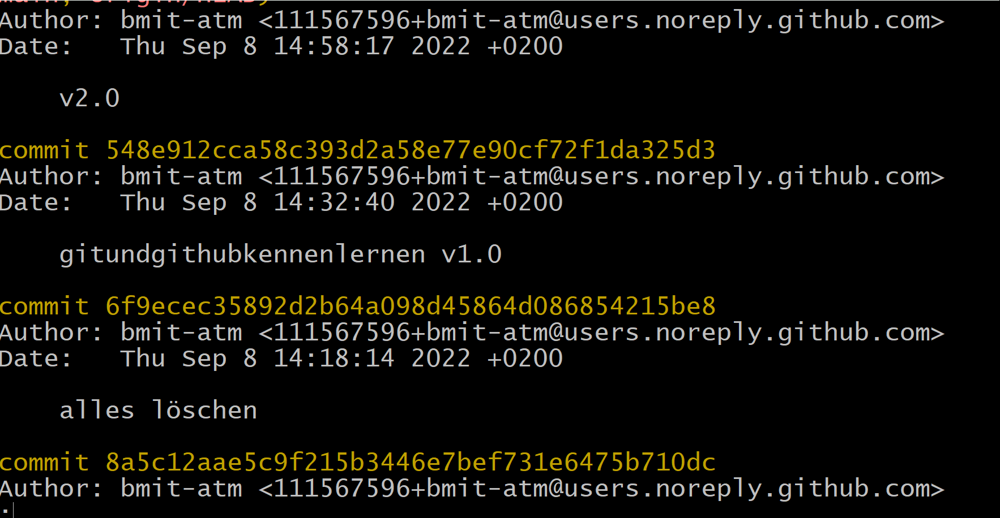 Author: bmit-atm <111567596+bmit-atm@users.noreply.github.com>
Date:   Thu Sep 8 14:58:17 2022 +0200
v2.0
commit 548e912cca58c393d2a58e77e90cf72f1da325d3
Author: bmit-atm <111567596+bmit-atm@users.noreply.github.com>
Date:   Thu Sep 8 14:32:40 2022 +0200
gitundgithubkennenlernen v1.0
commit 6f9ecec35892d2b64a098d45864d086854215be8
Author: bmit-atm <111567596+bmit-atm@users.noreply.github.com>
Date:   Thu Sep 8 14:18:14 2022 +0200
alles löschen
commit 8a5c12aae5c9f215b3446e7bef731e6475b710dc
Author: bmit-atm <111567596+bmit-atm@users.noreply.github.com>